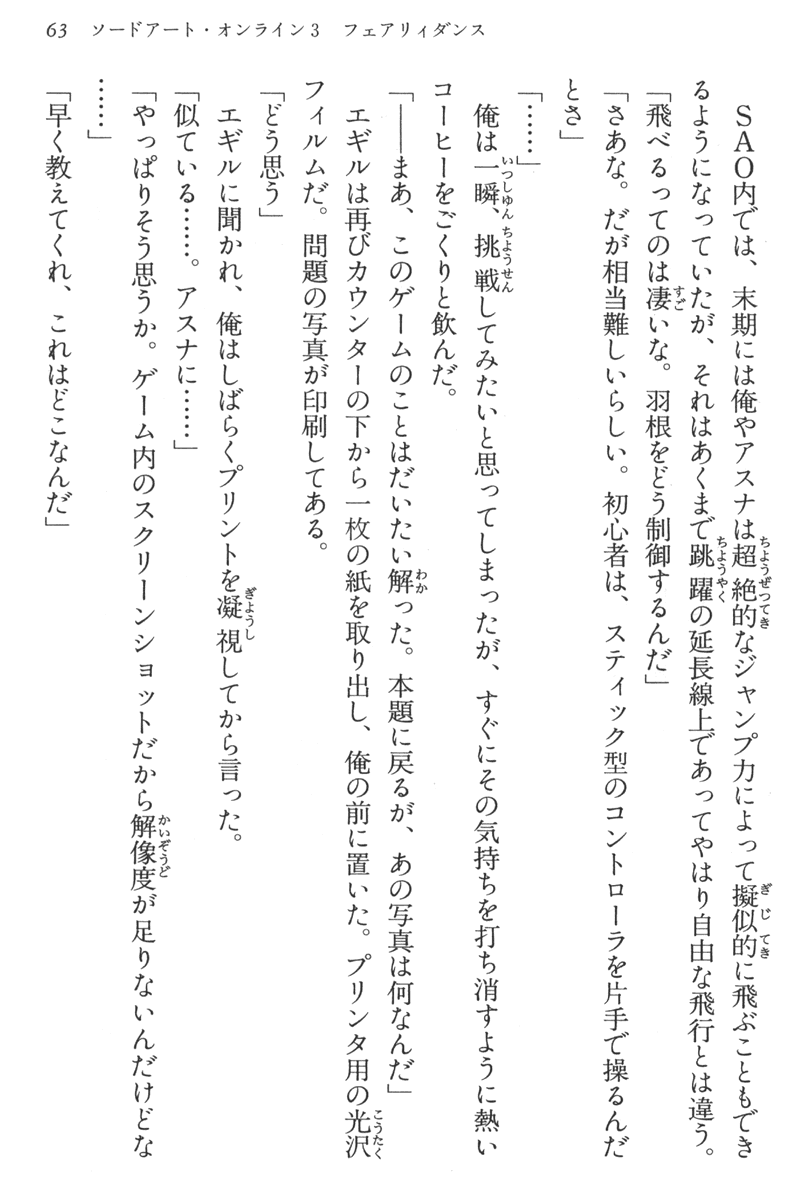 63 ソードアート・オンライン3 フェアリィダンス
　SAO内では、末期には俺やアスナは超絶的なジャンプ力によって擬似的に飛ぶこともでき
るようになっていたが、それはあくまで跳躍の延長線上であってやはり自由な飛行とは違う。
「飛べるってのは凄いな。羽根をどう制御するんだ」
「さあな。だが相当難しいらしい。初心者は、スティック型のコントローラを片手で操るんだ
とさ」
「……」
　俺は一瞬、挑戦してみたいと思ってしまったが、すぐにその気持ちを打ち消すように熱い
コーヒーをごくりと飲んだ。
「――まあ、このゲームのことはだいたい解った。本題に戻るが、あの写真は何なんだ」
　エギルは再びカウンターの下から一枚の紙を取り出し、俺の前に置いた。プリンタ用の光沢
フィルムだ。問題の写真が印刷してある。
「どう思う」
　エギルに聞かれ、俺はしばらくプリントを凝視してから言った。
「似ている……。アスナに……」
「やっぱりそう思うか。ゲーム内のスクリーンショットだから解像度が足りないんだけどな
……」
「早く教えてくれ、これはどこなんだ」